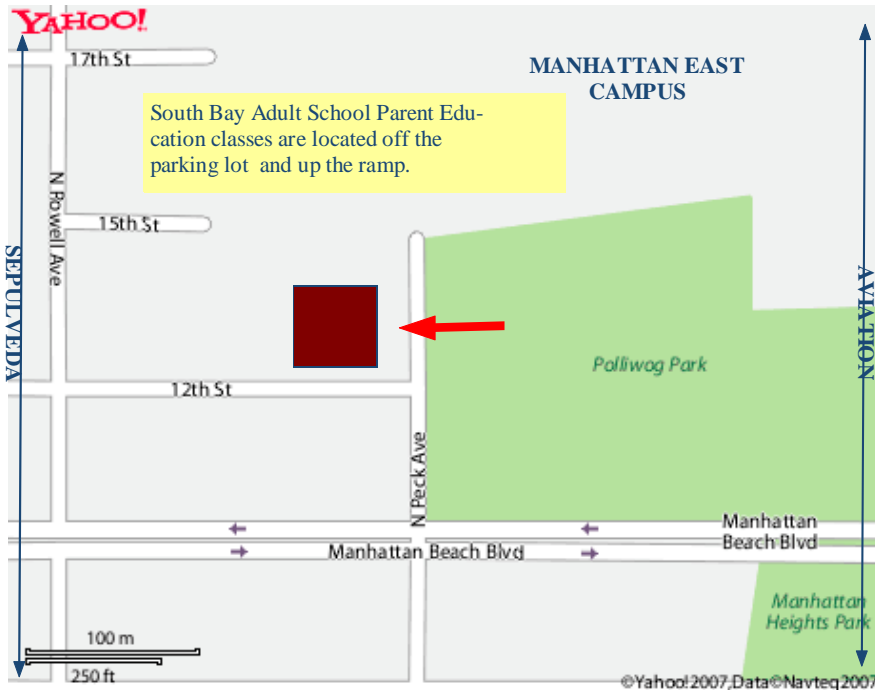 YAHOO!
17th St
MANHATTAN EAST
CAMPUS
South Bay Adult School Parent Edu-
cation classes are located off the
parking lot and up the ramp.
N Rowell Ave
15th St
SEPULVEDA
AVIATION
Polliwog Park
12th St
N Peck Ave
Manhattan
Beach Blvd
Manhattan Beach Blvd
Manhattan
Heights Park
100 m
250 ft
©Yahoo!2007,Data©Navteq2007